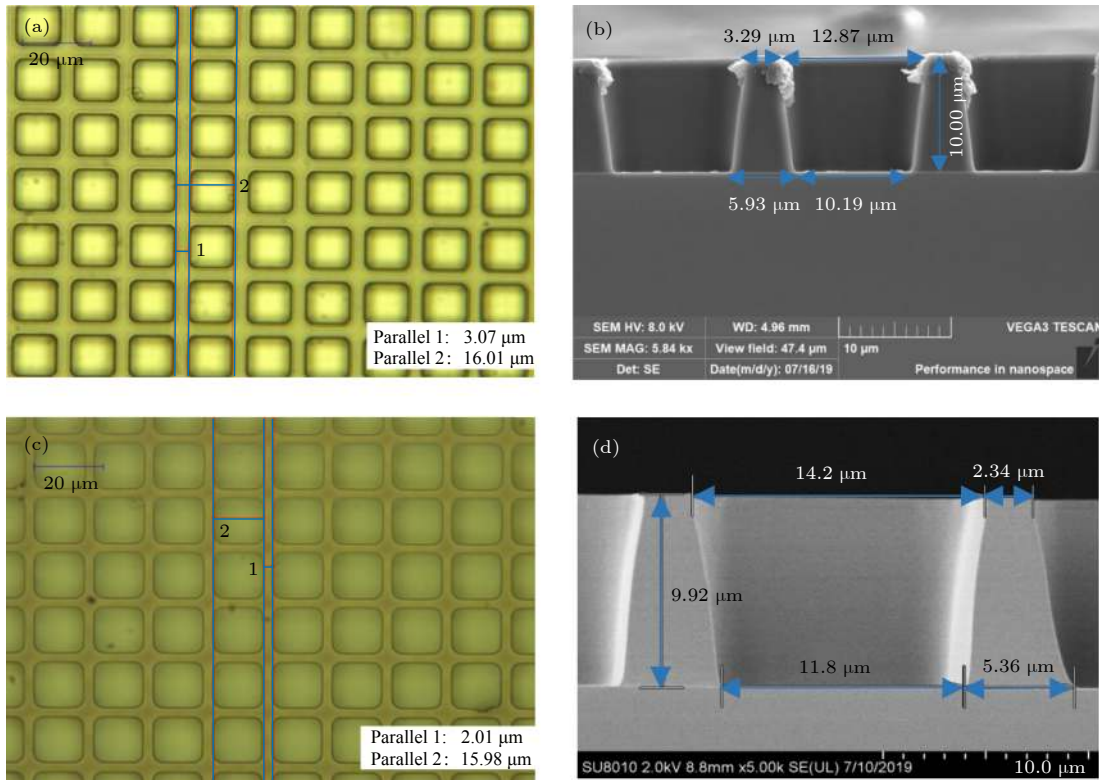 (a)
20 μm
2
1
Parallel 1: 3.07 μm
Parallel 2: 16.01 μm
(b)
3.29 μm 12.87 μm
10.00 μm
5.93 μm 10.19 μm
SEM HV: 8.0 kV WD: 4.96 mm VEGA3 TESCAN
SEM MAG: 5.84 kx View field: 47.4 μm 10 μm
Det: SE Date(m/d/y): 07/16/19 Performance in nanospace
(c)
20 μm
2
1
Parallel 1: 2.01 μm
Parallel 2: 15.98 μm
(d)
14.2 μm 2.34 μm
9.92 μm
11.8 μm 5.36 μm
SU8010 2.0kV 8.8mm x5.00k SE(UL) 7/10/2019 10.0 μm